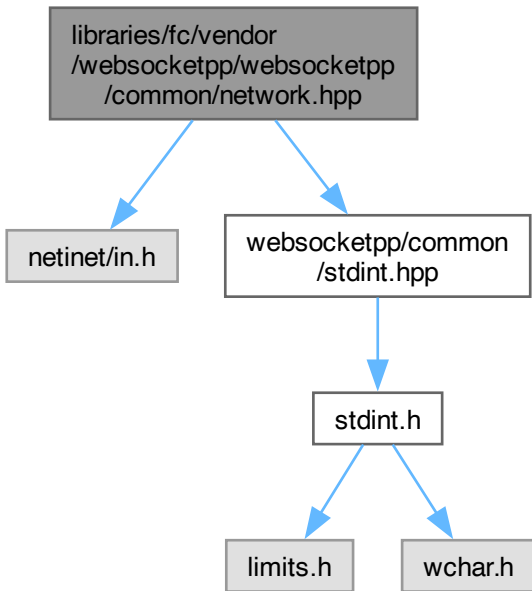 libraries/fc/vendor
/websocketpp/websocketpp
/common/network.hpp
netinet/in.h
websocketpp/common
/stdint.hpp
stdint.h
limits.h
wchar.h